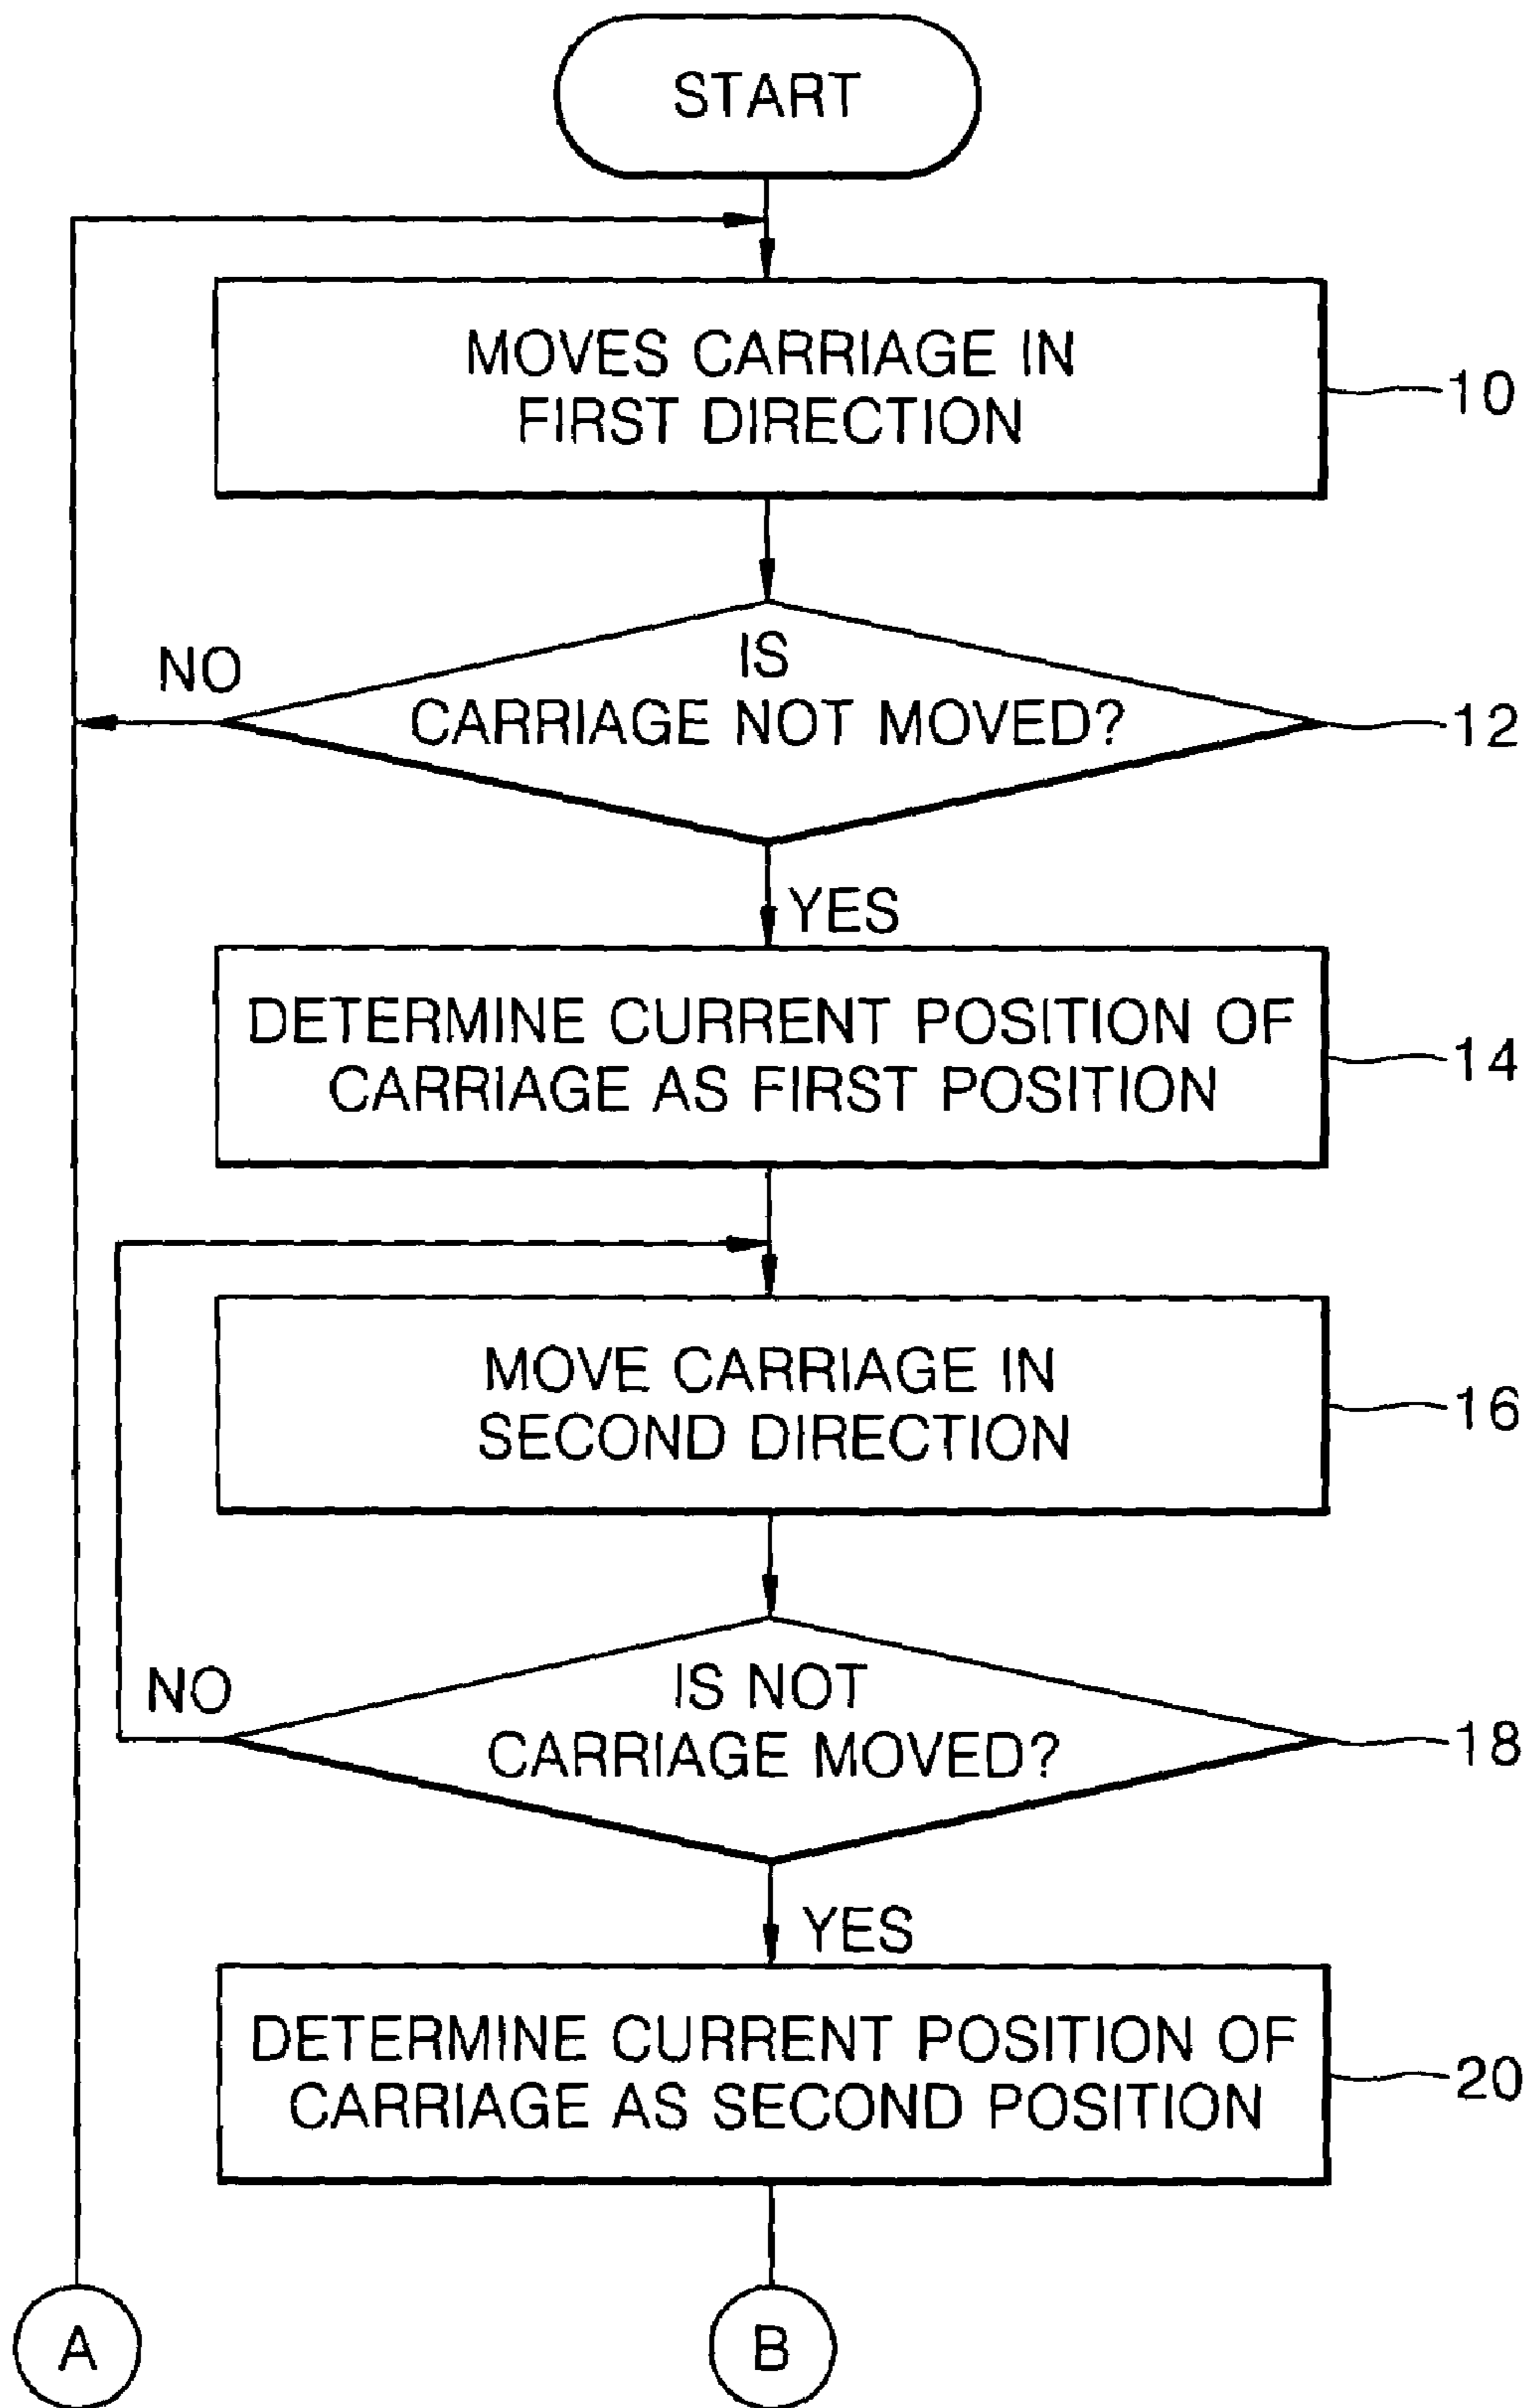 START
MOVES CARRIAGE IN
FIRST DIRECTION
10
IS
CARRIAGE NOT MOVED?
NO
12
YES
DETERMINE CURRENT POSITION OF
CARRIAGE AS FIRST POSITION
14
MOVE CARRIAGE IN
SECOND DIRECTION
16
IS NOT
CARRIAGE MOVED?
NO
18
YES
DETERMINE CURRENT POSITION OF
CARRIAGE AS SECOND POSITION
20
A
B